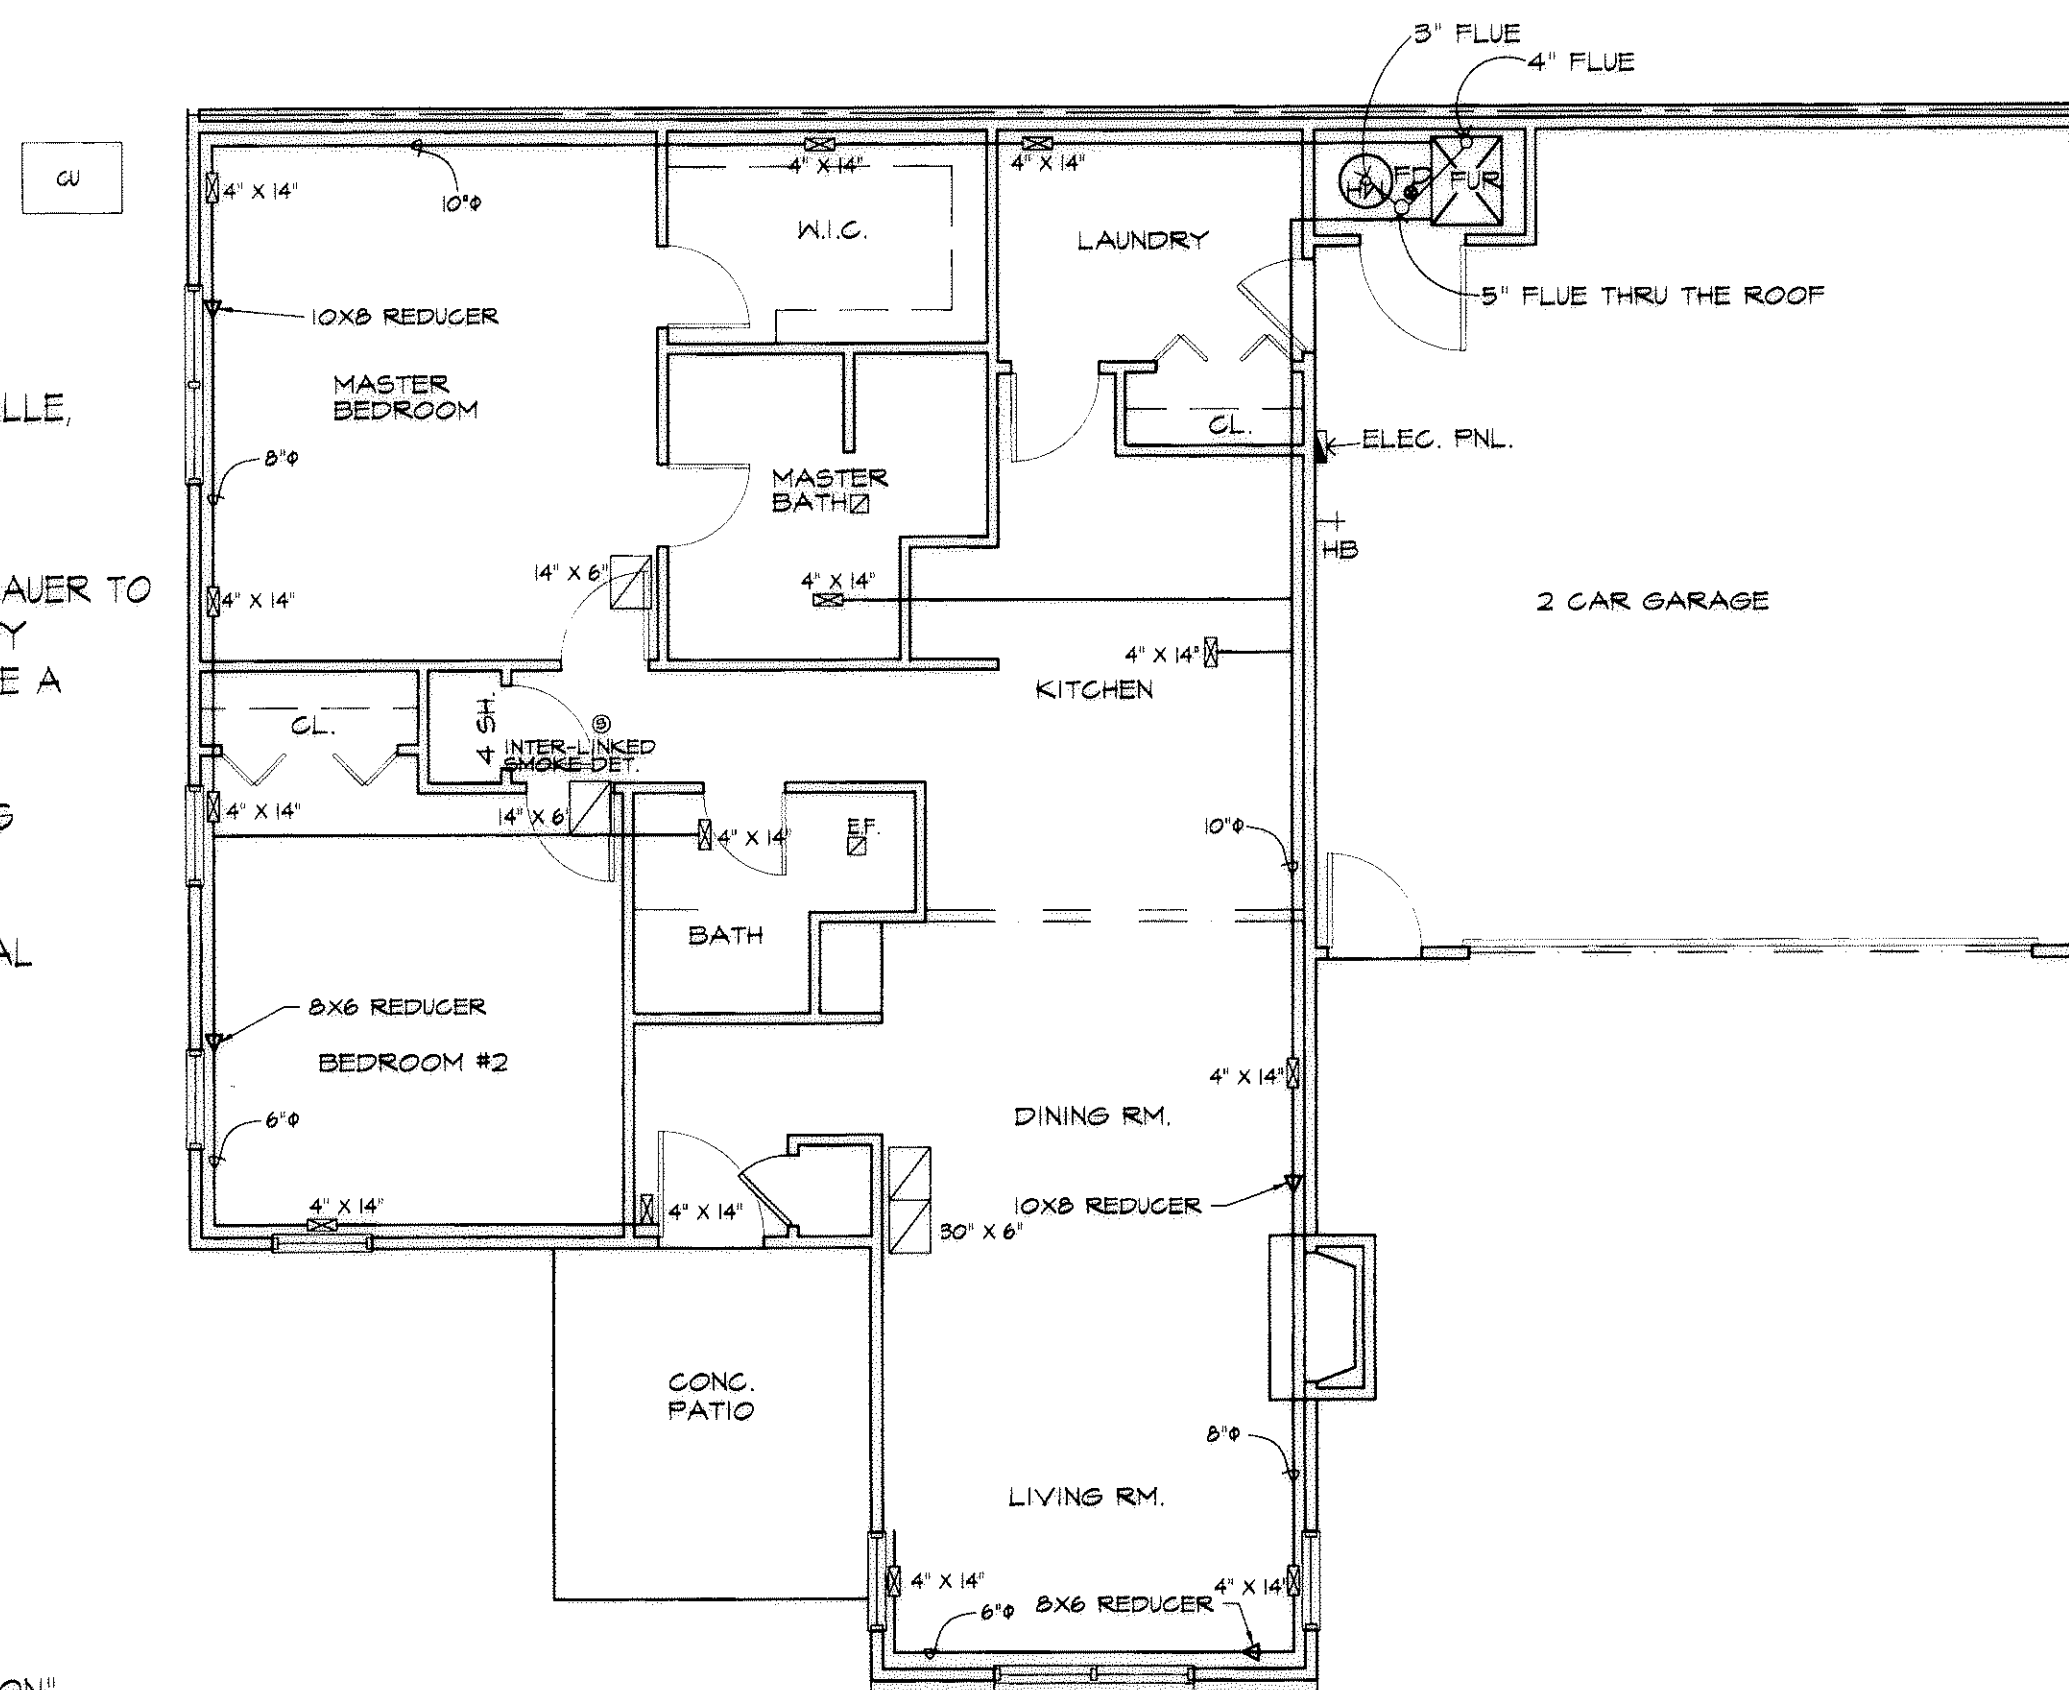 3" FLUE
4" FLUE
CU
4" X 14"
4" X 14"
4" X 14"
10"φ
HW
FD
FUR
W.I.C.
LAUNDRY
5" FLUE THRU THE ROOF
10X8 REDUCER
MASTER
BEDROOM
LLE,
CL.
ELEC. PNL.
8"φ
MASTER
BATH
HB
14" X 6"
4" X 14"
4" X 14"
2 CAR GARAGE
AUER TO
Y
E A
4" X 14"
KITCHEN
CL.
4 SH.
S
INTER-LINKED
SMOKE DET.
4" X 14"
14" X 6"
4" X 14"
E.F.
10"φ
G
BATH
AL
8X6 REDUCER
BEDROOM #2
4" X 14"
DINING RM.
6"φ
4" X 14"
4" X 14"
10X8 REDUCER
30" X 6"
CONC.
PATIO
8"φ
LIVING RM.
4" X 14"
4" X 14"
6"φ
8X6 REDUCER
ON"